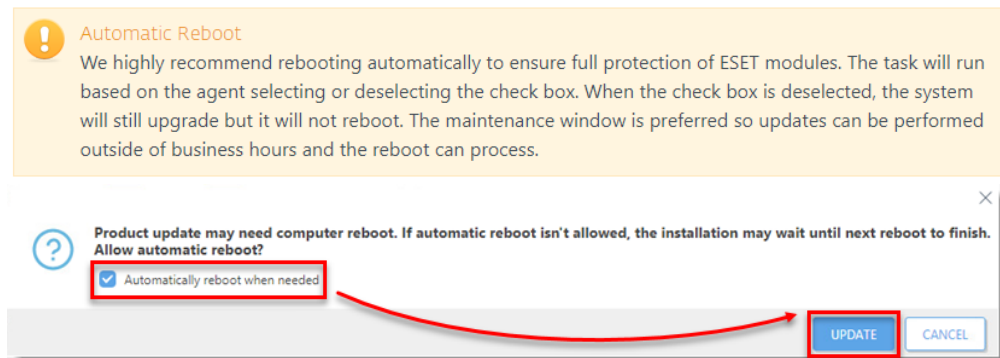 Automatic Reboot
We highly recommend rebooting automatically to ensure full protection of ESET modules. The task will run
based on the agent selecting or deselecting the check box. When the check box is deselected, the system
will still upgrade but it will not reboot. The maintenance window is preferred so updates can be performed
outside of business hours and the reboot can process.
Product update may need computer reboot. If automatic reboot isn't allowed, the installation may wait until next reboot to finish.
Allow automatic reboot?
Automatically reboot when needed
UPDATE CANCEL